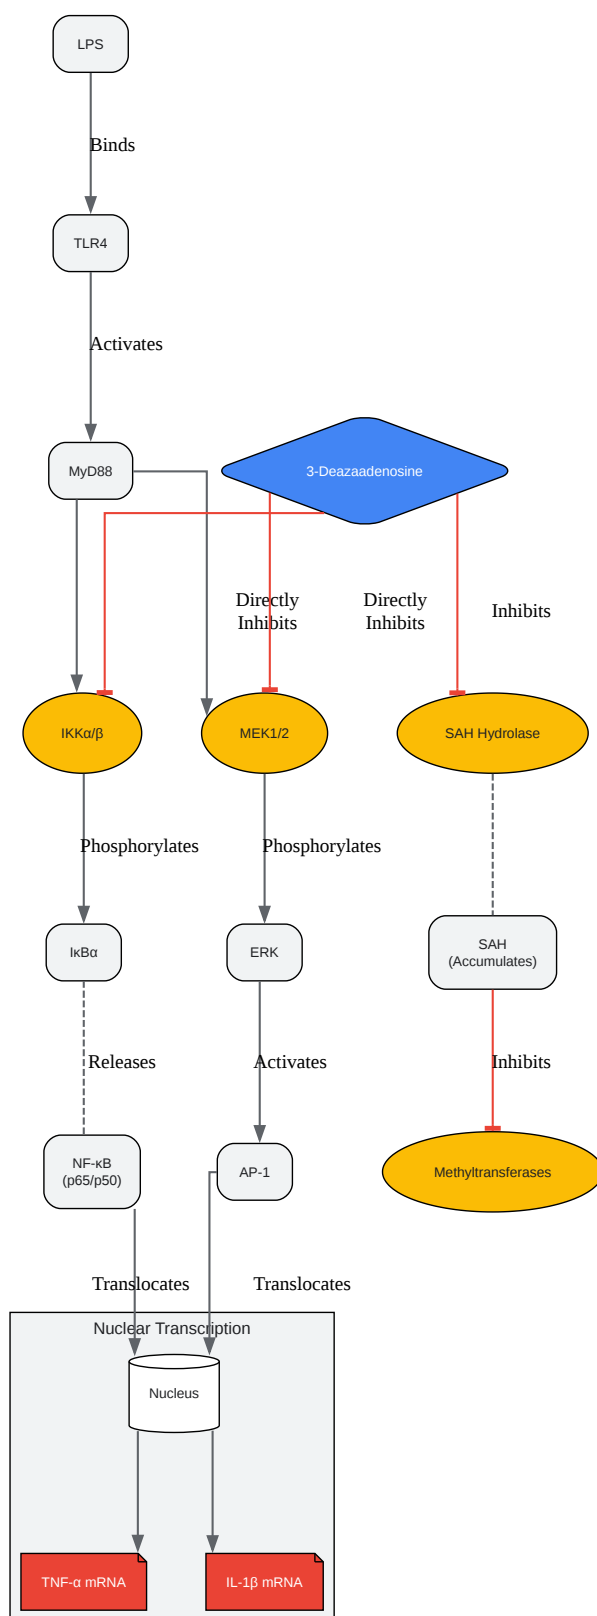 LPS
Binds
TLR4
Activates
MyD88
3-Deazaadenosine
Directly
Inhibits
Directly
Inhibits
Inhibits
IKKα/β
MEK1/2
SAH Hydrolase
Phosphorylates
Phosphorylates
IκBα
ERK
SAH
(Accumulates)
Releases
Activates
Inhibits
NF-κB
(p65/p50)
AP-1
Methyltransferases
Translocates
Translocates
Nuclear Transcription
Nucleus
TNF-α mRNA
IL-1β mRNA